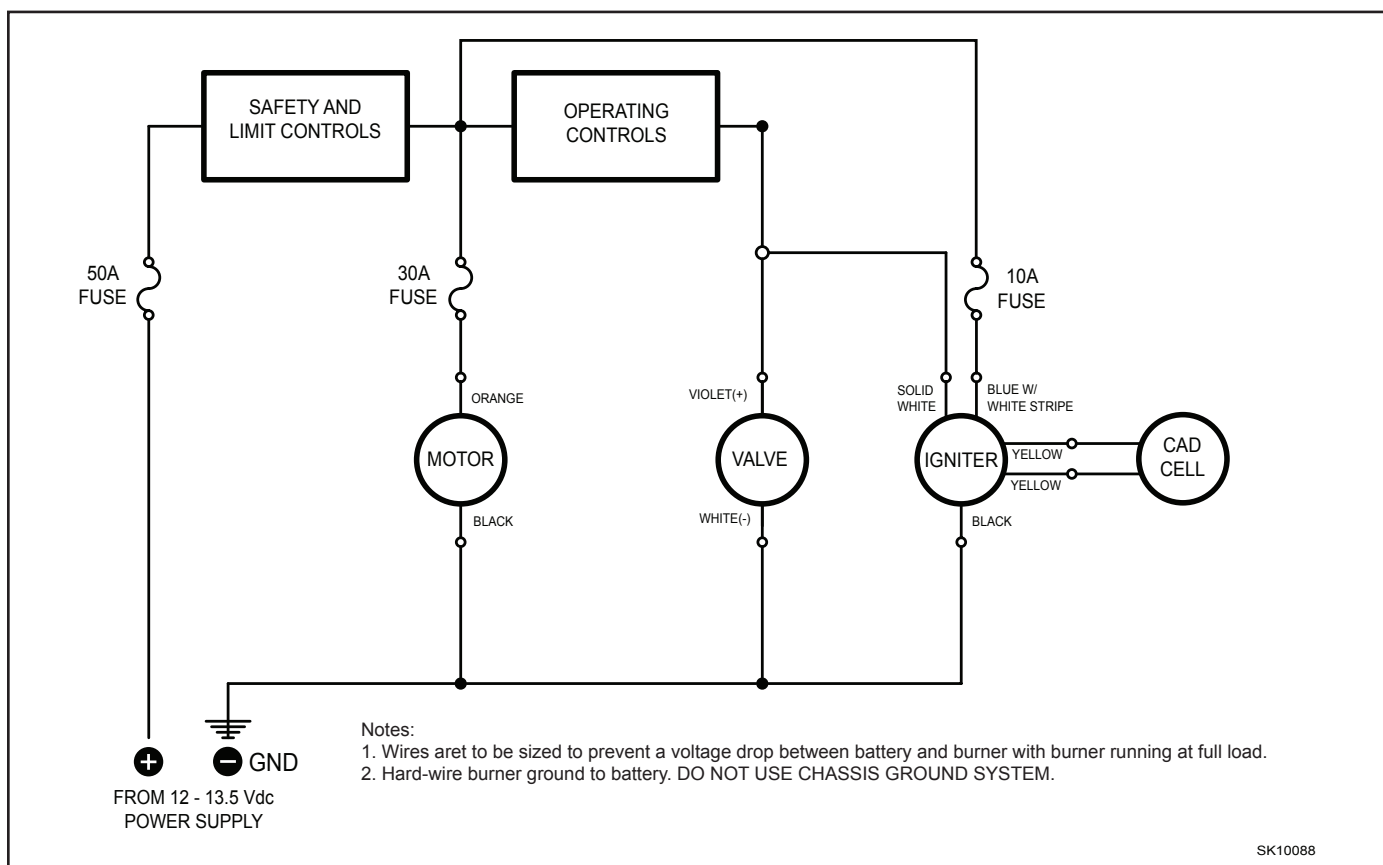 SAFETY AND
LIMIT CONTROLS
OPERATING
CONTROLS
50A
FUSE
30A
FUSE
10A
FUSE
ORANGE
VIOLET(+)
SOLID
WHITE
BLUE W/
WHITE STRIPE
MOTOR
VALVE
IGNITER
YELLOW
YELLOW
CAD
CELL
BLACK
WHITE(-)
BLACK
+
- GND
FROM 12 - 13.5 Vdc
POWER SUPPLY
Notes:
1. Wires aret to be sized to prevent a voltage drop between battery and burner with burner running at full load.
2. Hard-wire burner ground to battery. DO NOT USE CHASSIS GROUND SYSTEM.
SK10088